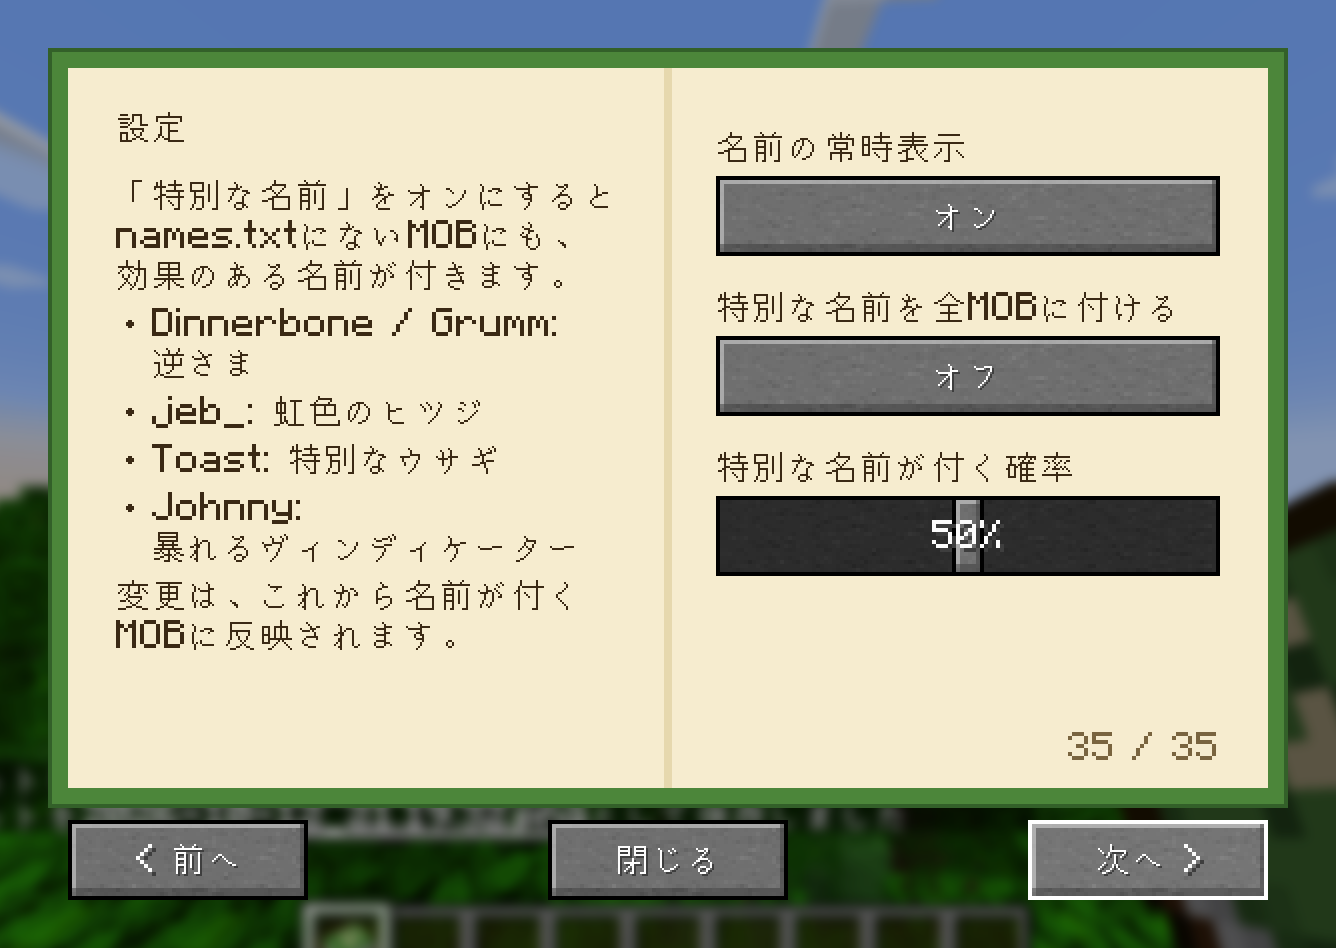 設定
「特別な名前」をオンにすると
names.txtにないMOBにも、
効果のある名前が付きます。
・Dinnerbone / Grumm:
逆さま
・jeb_: 虹色のヒツジ
・Toast: 特別なウサギ
・Johnny:
暴れるヴィンディケーター
変更は、これから名前が付く
MOBに反映されます。
名前の常時表示
オン
特別な名前を全MOBに付ける
オフ
特別な名前が付く確率
50%
35 / 35
< 前へ
閉じる
次へ >